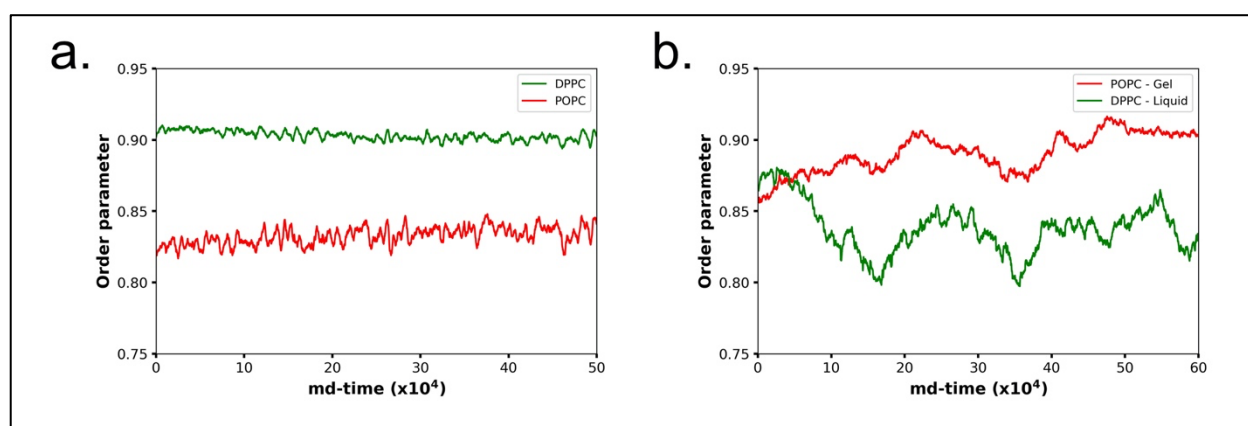 a.
0.95
0.90
0.85
0.80
0.75
Order parameter
DPPC
POPC
0 10 20 30 40 50
md-time (x10⁴)
b.
0.95
0.90
0.85
0.80
0.75
Order parameter
POPC - Gel
DPPC - Liquid
0 10 20 30 40 50 60
md-time (x10⁴)